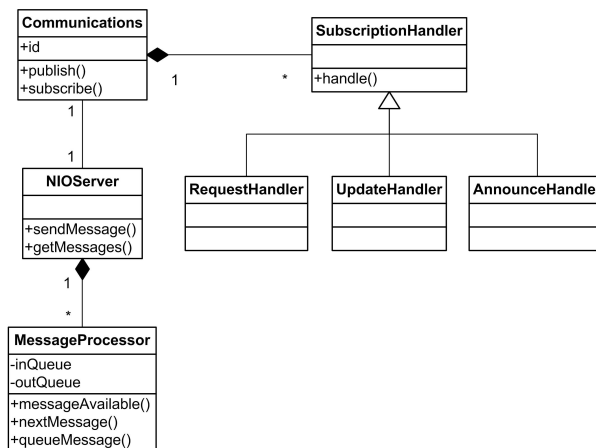 Communications
+id
+publish()
+subscribe()
SubscriptionHandler
+handle()
1
*
1
1
NIOServer
+sendMessage()
+getMessages()
RequestHandler
UpdateHandler
AnnounceHandle
1
*
MessageProcessor
-inQueue
-outQueue
+messageAvailable()
+nextMessage()
+queueMessage()